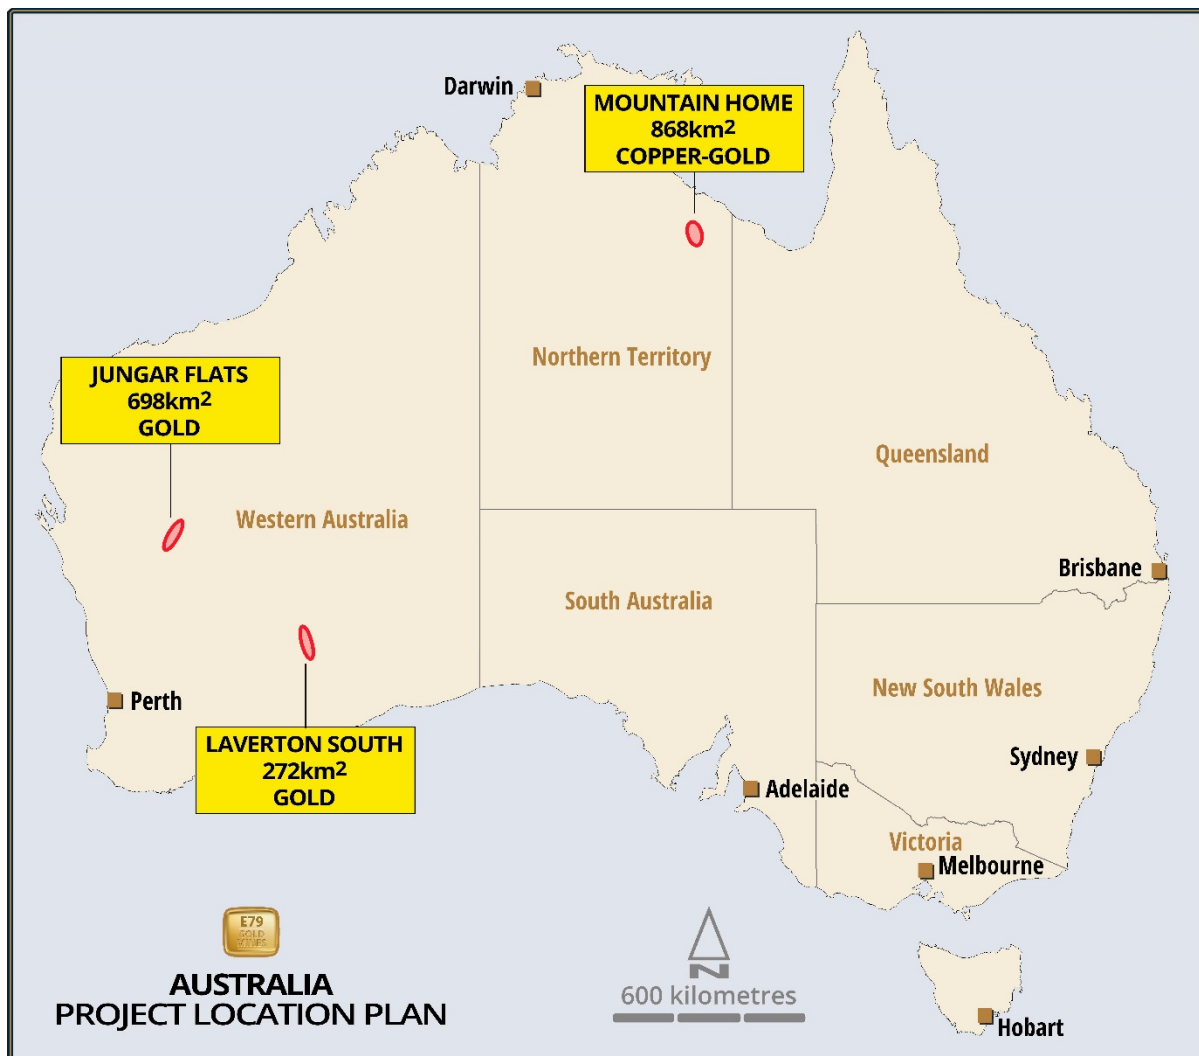 Darwin
MOUNTAIN HOME
868km²
COPPER-GOLD
JUNGAR FLATS
698km²
GOLD
Northern Territory
Queensland
Western Australia
South Australia
Brisbane
New South Wales
Perth
LAVERTON SOUTH
272km²
GOLD
Sydney
Adelaide
Victoria
Melbourne
E79
GOLD
MINES
AUSTRALIA
PROJECT LOCATION PLAN
N
600 kilometres
Hobart